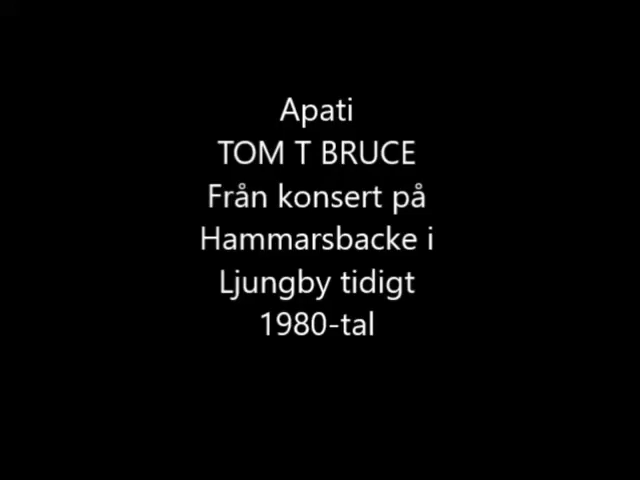 Apati
TOM T BRUCE
Från konsert på
Hammarsbacke i
Ljungby tidigt
1980-tal